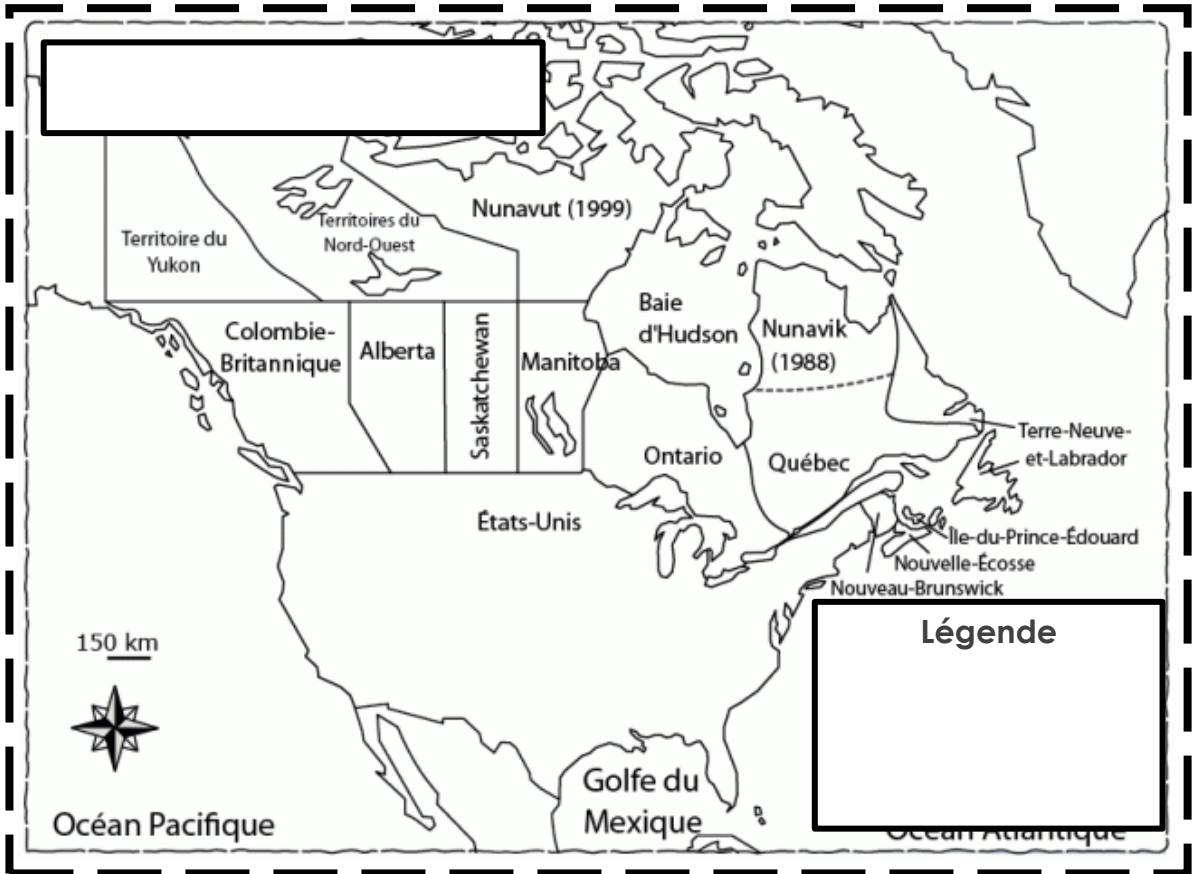 Nunavut (1999)
Territoires du
Nord-Ouest
Territoire du
Yukon
Baie
d'Hudson
Nunavik
(1988)
Colombie-
Britannique
Alberta
Saskatchewan
Manitoba
Terre-Neuve-
et-Labrador
Ontario
Québec
États-Unis
Île-du-Prince-Édouard
Nouvelle-Écosse
Nouveau-Brunswick
Légende
150 km
Golfe du
Mexique
Océan Pacifique
Océan Atlantique